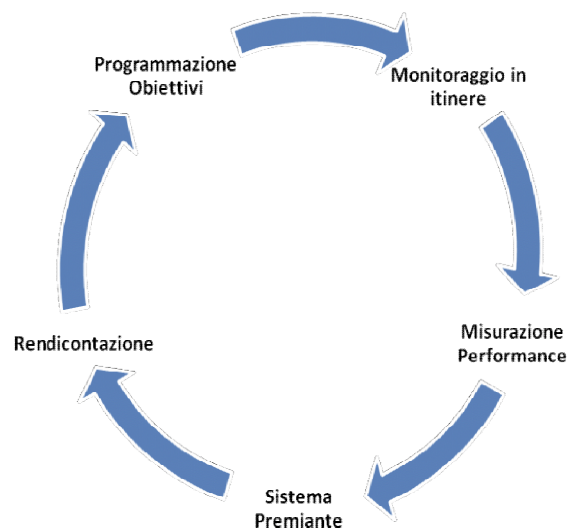 Programmazione
Obiettivi
Monitoraggio in
itinere
Misurazione
Performance
Sistema
Premiante
Rendicontazione